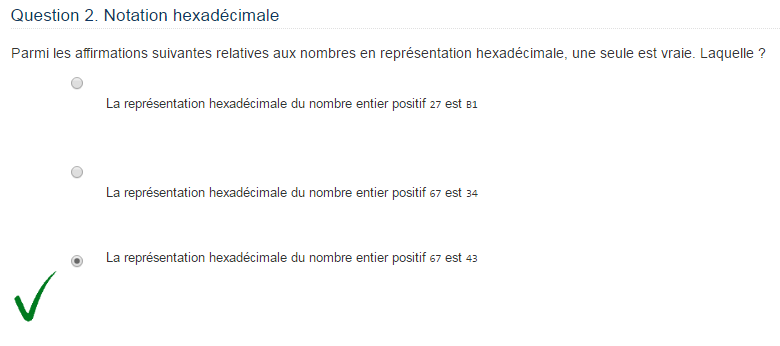 Question 2. Notation hexadécimale
Parmi les affirmations suivantes relatives aux nombres en représentation hexadécimale, une seule est vraie. Laquelle ?
La représentation hexadécimale du nombre entier positif 27 est B1
La représentation hexadécimale du nombre entier positif 67 est 34
La représentation hexadécimale du nombre entier positif 67 est 43